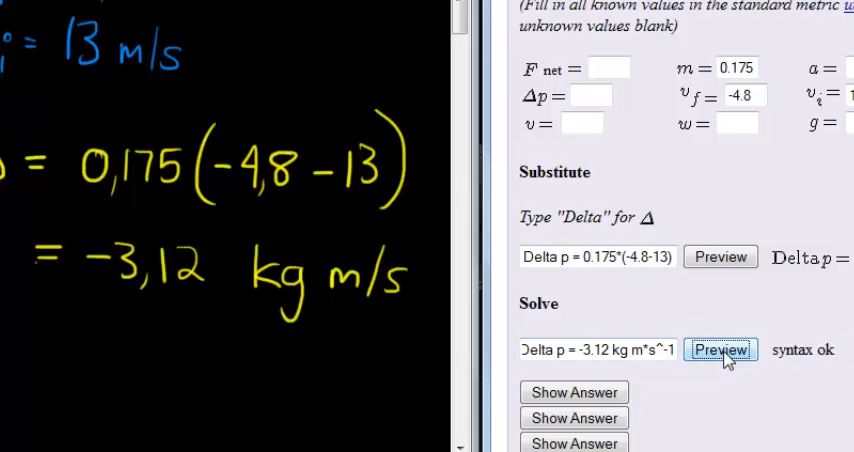 i = 13 m/s
= 0,175 (-4,8 - 13)
= -3,12 kg m/s
(Fill in all known values in the standard metric
unknown values blank)
F net = m = 0.175 a =
Δp = v f = -4.8 v i = 1
v = w = g =
Substitute
Type "Delta" for Δ
Delta p = 0.175*(-4.8-13) Preview Delta p =
Solve
Delta p = -3.12 kg m*s^-1 Preview syntax ok
Show Answer
Show Answer
Show Answer